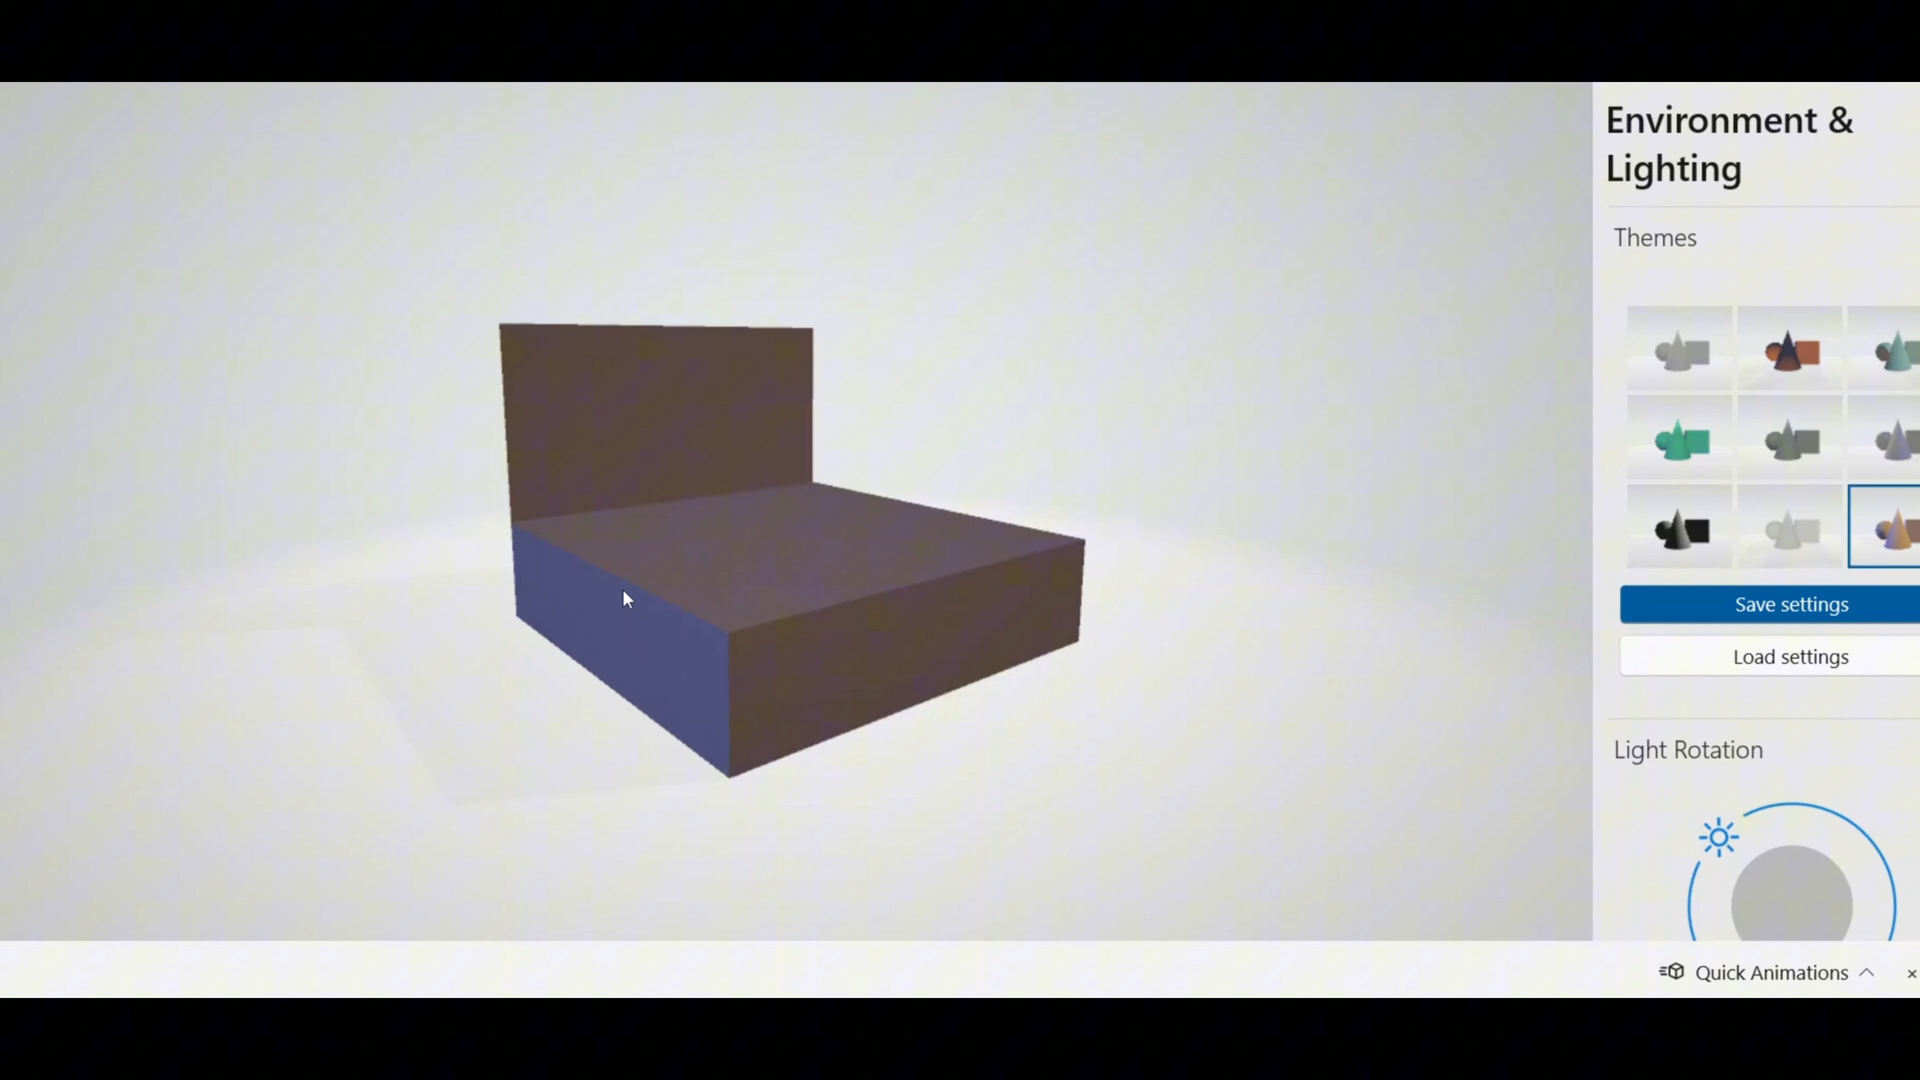 Environment &
Lighting
Themes
Save settings
Load settings
Light Rotation
Quick Animations